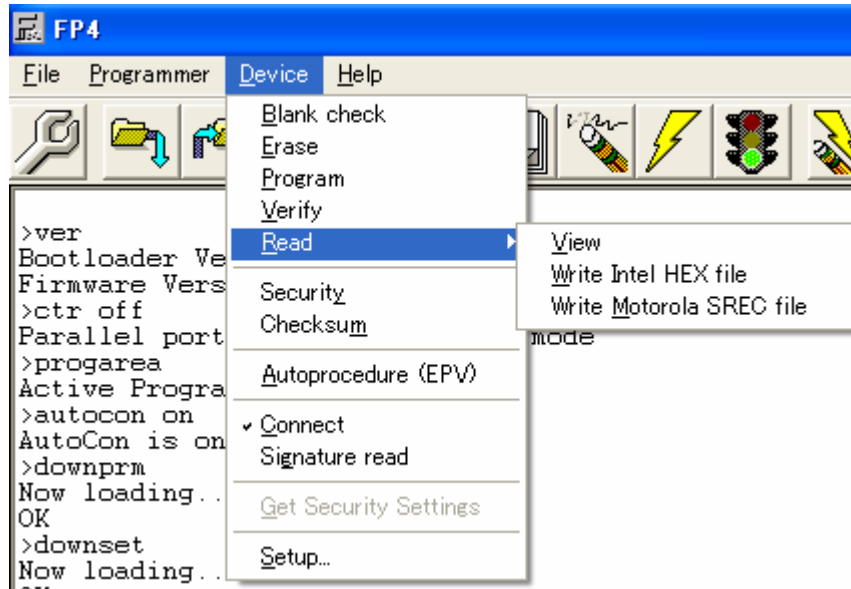 FP4
File Programmer Device Help
Blank check
Erase
Program
Verify
Read
Security
Checksum
Autoprocedure (EPV)
Connect
Signature read
Get Security Settings
Setup...
View
Write Intel HEX file
Write Motorola SREC file
>ver
Bootloader Ve
Firmware Vers
>ctr off
Parallel port mode
>progarea
Active Progra
>autocon on
AutoCon is on
>downprm
Now loading..
OK
>downset
Now loading..